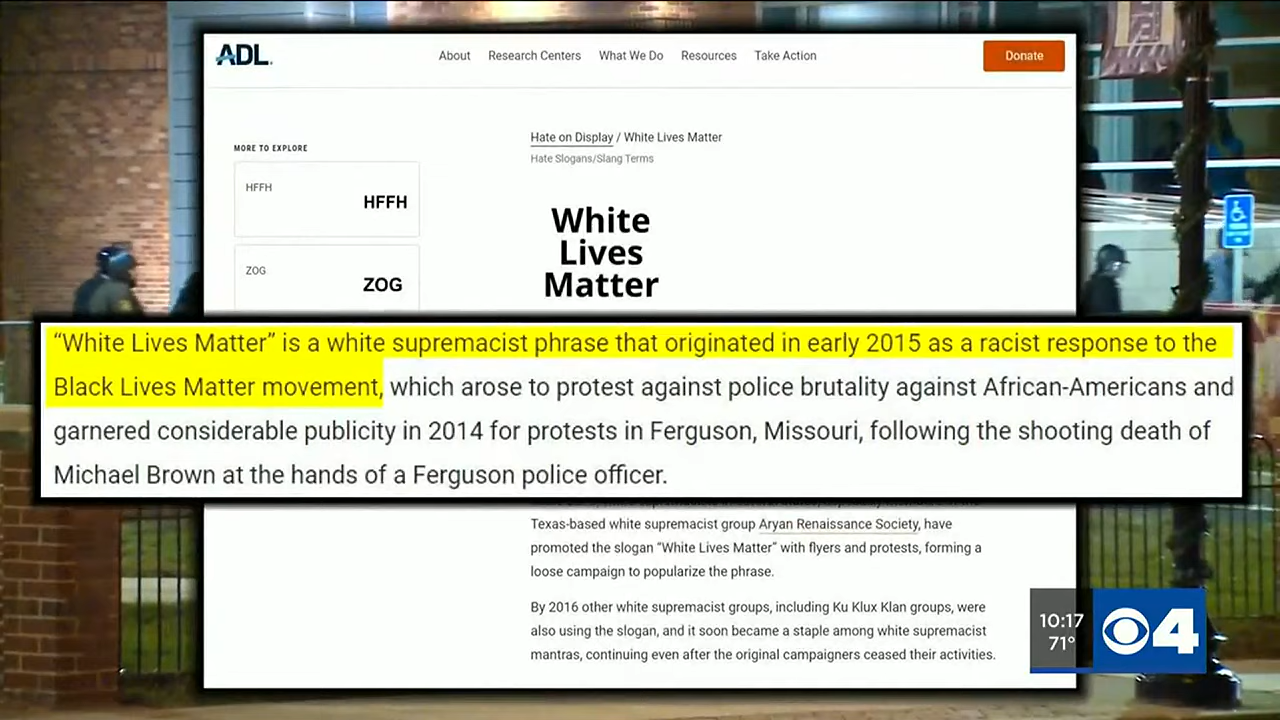 ADL
About Research Centers What We Do Resources Take Action Donate
Hate on Display / White Lives Matter
Hate Slogans/Slang Terms
MORE TO EXPLORE
HFFH
HFFH
ZOG
ZOG
White
Lives
Matter
“White Lives Matter” is a white supremacist phrase that originated in early 2015 as a racist response to the
Black Lives Matter movement, which arose to protest against police brutality against African-Americans and
garnered considerable publicity in 2014 for protests in Ferguson, Missouri, following the shooting death of
Michael Brown at the hands of a Ferguson police officer.
Texas-based white supremacist group Aryan Renaissance Society, have
promoted the slogan “White Lives Matter” with flyers and protests, forming a
loose campaign to popularize the phrase.
By 2016 other white supremacist groups, including Ku Klux Klan groups, were
also using the slogan, and it soon became a staple among white supremacist
mantras, continuing even after the original campaigners ceased their activities.
10:17
71°
4